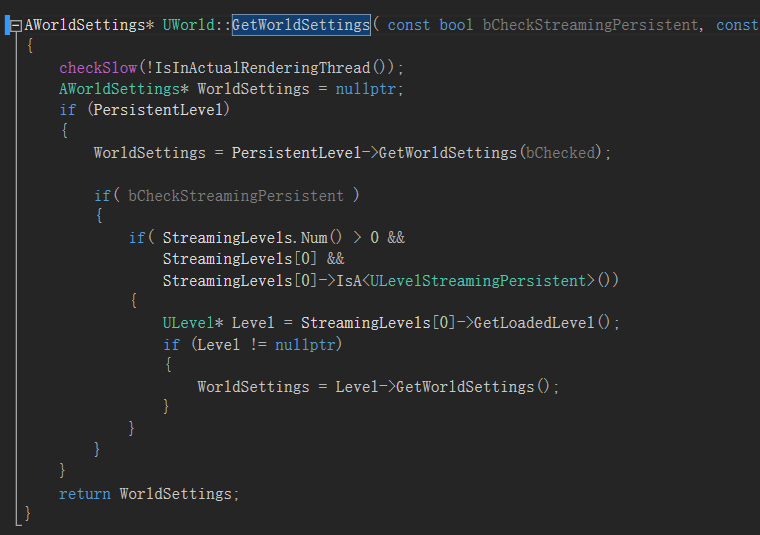 AWorldSettings* UWorld::GetWorldSettings( const bool bCheckStreamingPersistent, const
{
checkSlow(!IsInActualRenderingThread());
AWorldSettings* WorldSettings = nullptr;
if (PersistentLevel)
{
WorldSettings = PersistentLevel->GetWorldSettings(bChecked);
if( bCheckStreamingPersistent )
{
if( StreamingLevels.Num() > 0 &&
StreamingLevels[0] &&
StreamingLevels[0]->IsA<ULevelStreamingPersistent>())
{
ULevel* Level = StreamingLevels[0]->GetLoadedLevel();
if (Level != nullptr)
{
WorldSettings = Level->GetWorldSettings();
}
}
}
}
return WorldSettings;
}